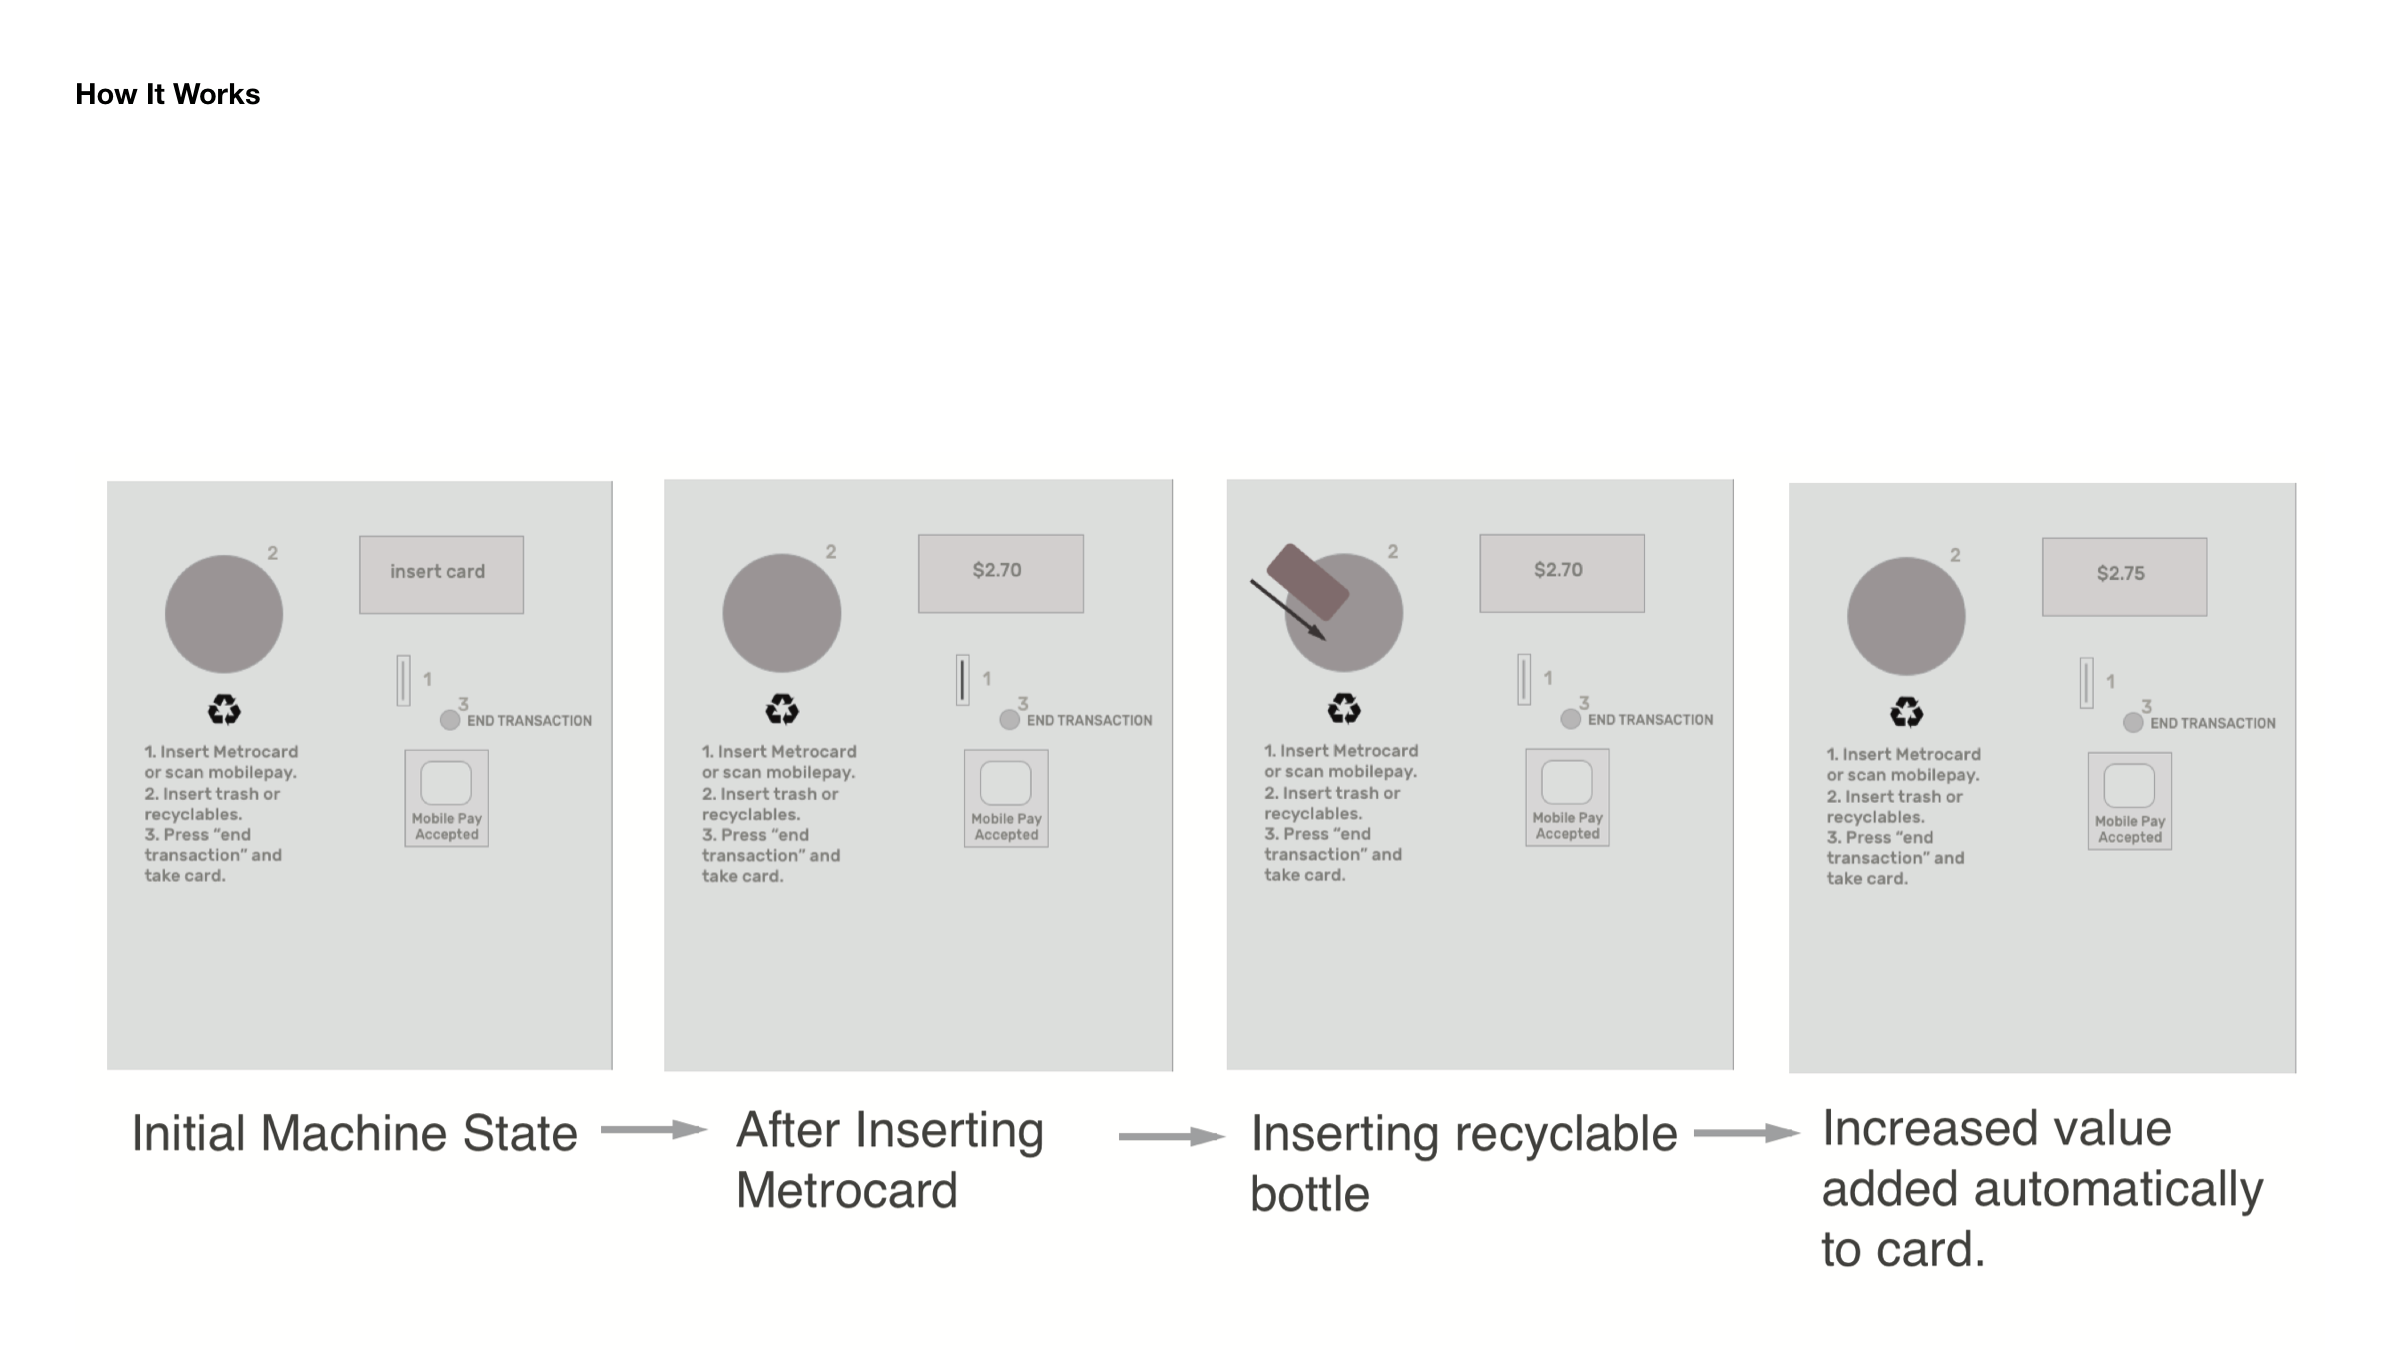 How It Works
2
insert card
1
3
END TRANSACTION
1. Insert Metrocard
or scan mobilepay.
2. Insert trash or
recyclables.
3. Press “end
transaction” and
take card.
Mobile Pay
Accepted
Initial Machine State
2
$2.70
1
3
END TRANSACTION
1. Insert Metrocard
or scan mobilepay.
2. Insert trash or
recyclables.
3. Press “end
transaction” and
take card.
Mobile Pay
Accepted
After Inserting
Metrocard
2
$2.70
1
3
END TRANSACTION
1. Insert Metrocard
or scan mobilepay.
2. Insert trash or
recyclables.
3. Press “end
transaction” and
take card.
Mobile Pay
Accepted
Inserting recyclable
bottle
2
$2.75
1
3
END TRANSACTION
1. Insert Metrocard
or scan mobilepay.
2. Insert trash or
recyclables.
3. Press “end
transaction” and
take card.
Mobile Pay
Accepted
Increased value
added automatically
to card.